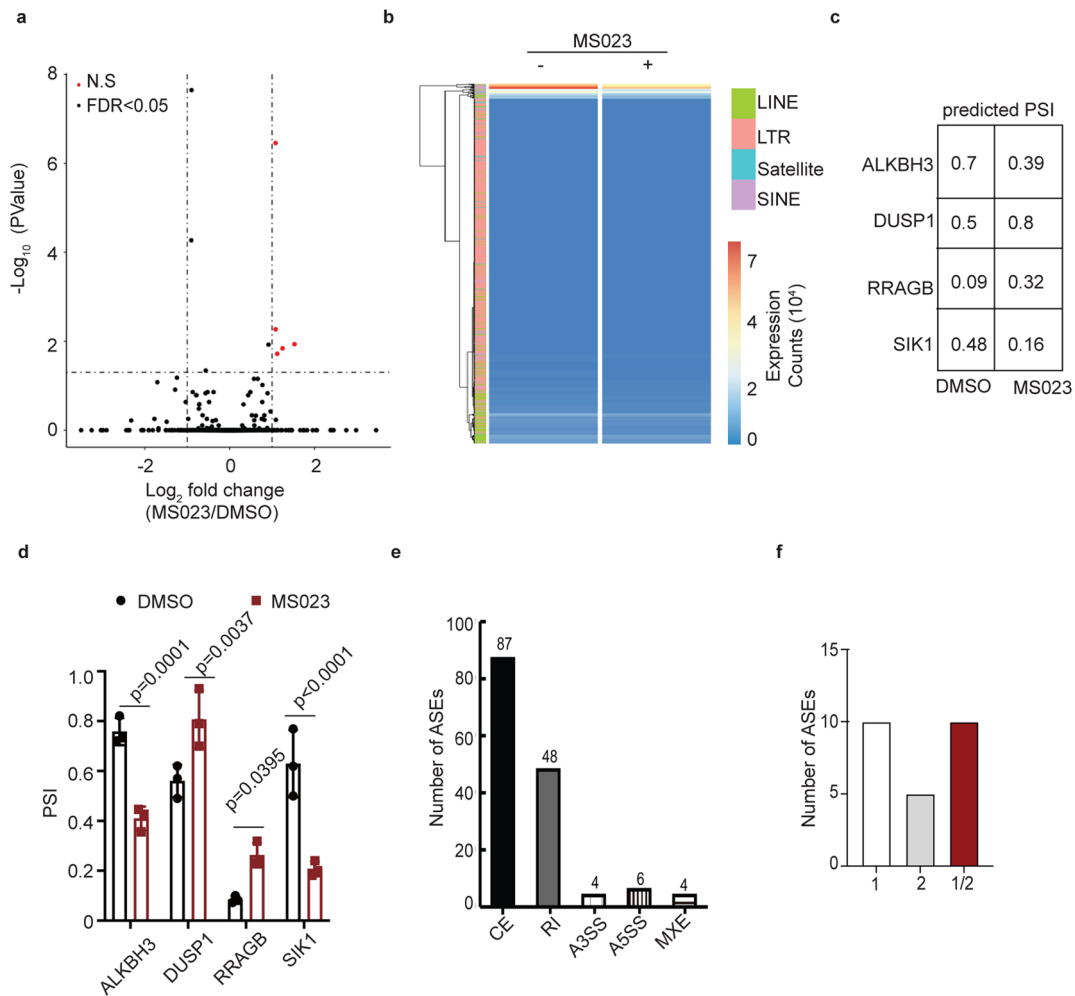 a
8
6
4
2
0
-Log10 (PValue)
N.S
FDR<0.05
-2
0
2
Log2 fold change
(MS023/DMSO)
b
MS023
-
+
LINE
LTR
Satellite
SINE
7
4
2
0
Expression
Counts (10^4)
c
predicted PSI
ALKBH3
0.7
0.39
DUSP1
0.5
0.8
RRAGB
0.09
0.32
SIK1
0.48
0.16
DMSO
MS023
d
DMSO
MS023
p=0.0001
p=0.0037
p=0.0395
p<0.0001
1.0
0.8
0.6
0.4
0.2
0
PSI
ALKBH3
DUSP1
RRAGB
SIK1
e
100
80
60
40
20
0
Number of ASEs
87
48
4
6
4
CE
RI
A3SS
A5SS
MXE
f
15
10
5
0
Number of ASEs
1
2
1/2